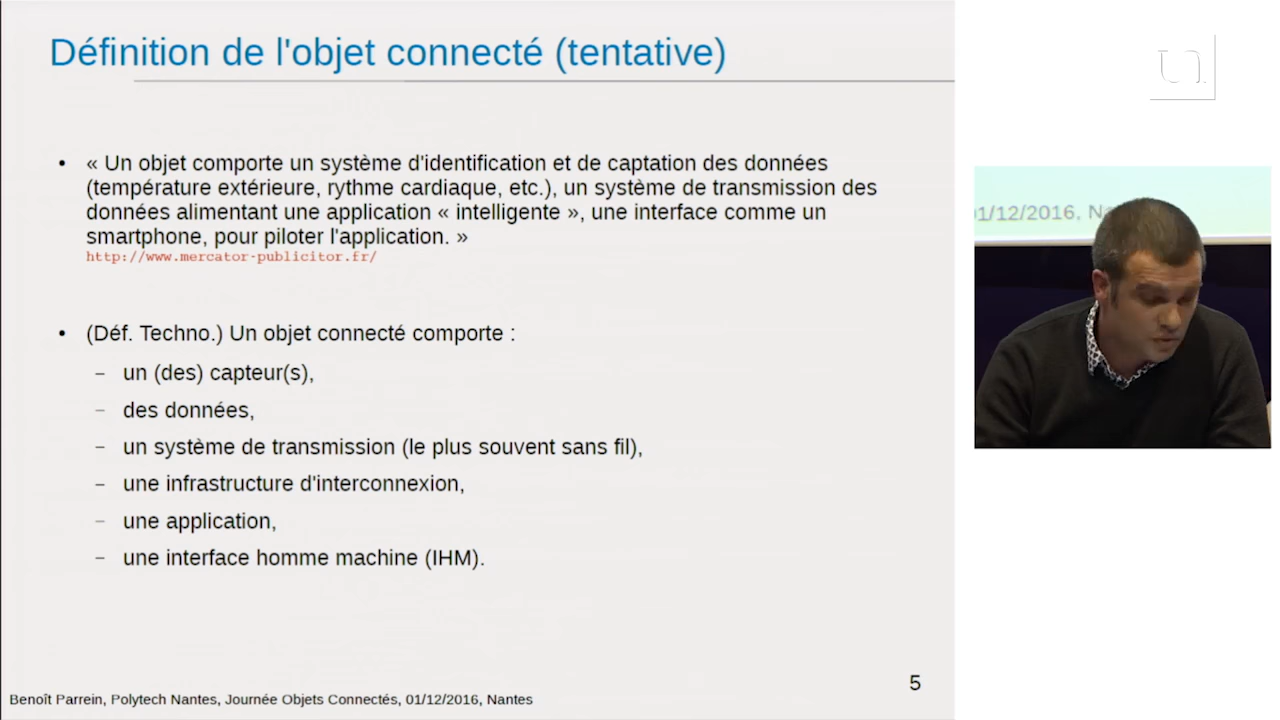 Définition de l'objet connecté (tentative)
• « Un objet comporte un système d'identification et de captation des données
(température extérieure, rythme cardiaque, etc.), un système de transmission des
données alimentant une application « intelligente », une interface comme un
smartphone, pour piloter l'application. »
http://www.mercator-publicitor.fr/
• (Déf. Techno.) Un objet connecté comporte :
– un (des) capteur(s),
– des données,
– un système de transmission (le plus souvent sans fil),
– une infrastructure d'interconnexion,
– une application,
– une interface homme machine (IHM).
5
Benoît Parrein, Polytech Nantes, Journée Objets Connectés, 01/12/2016, Nantes
01/12/2016,